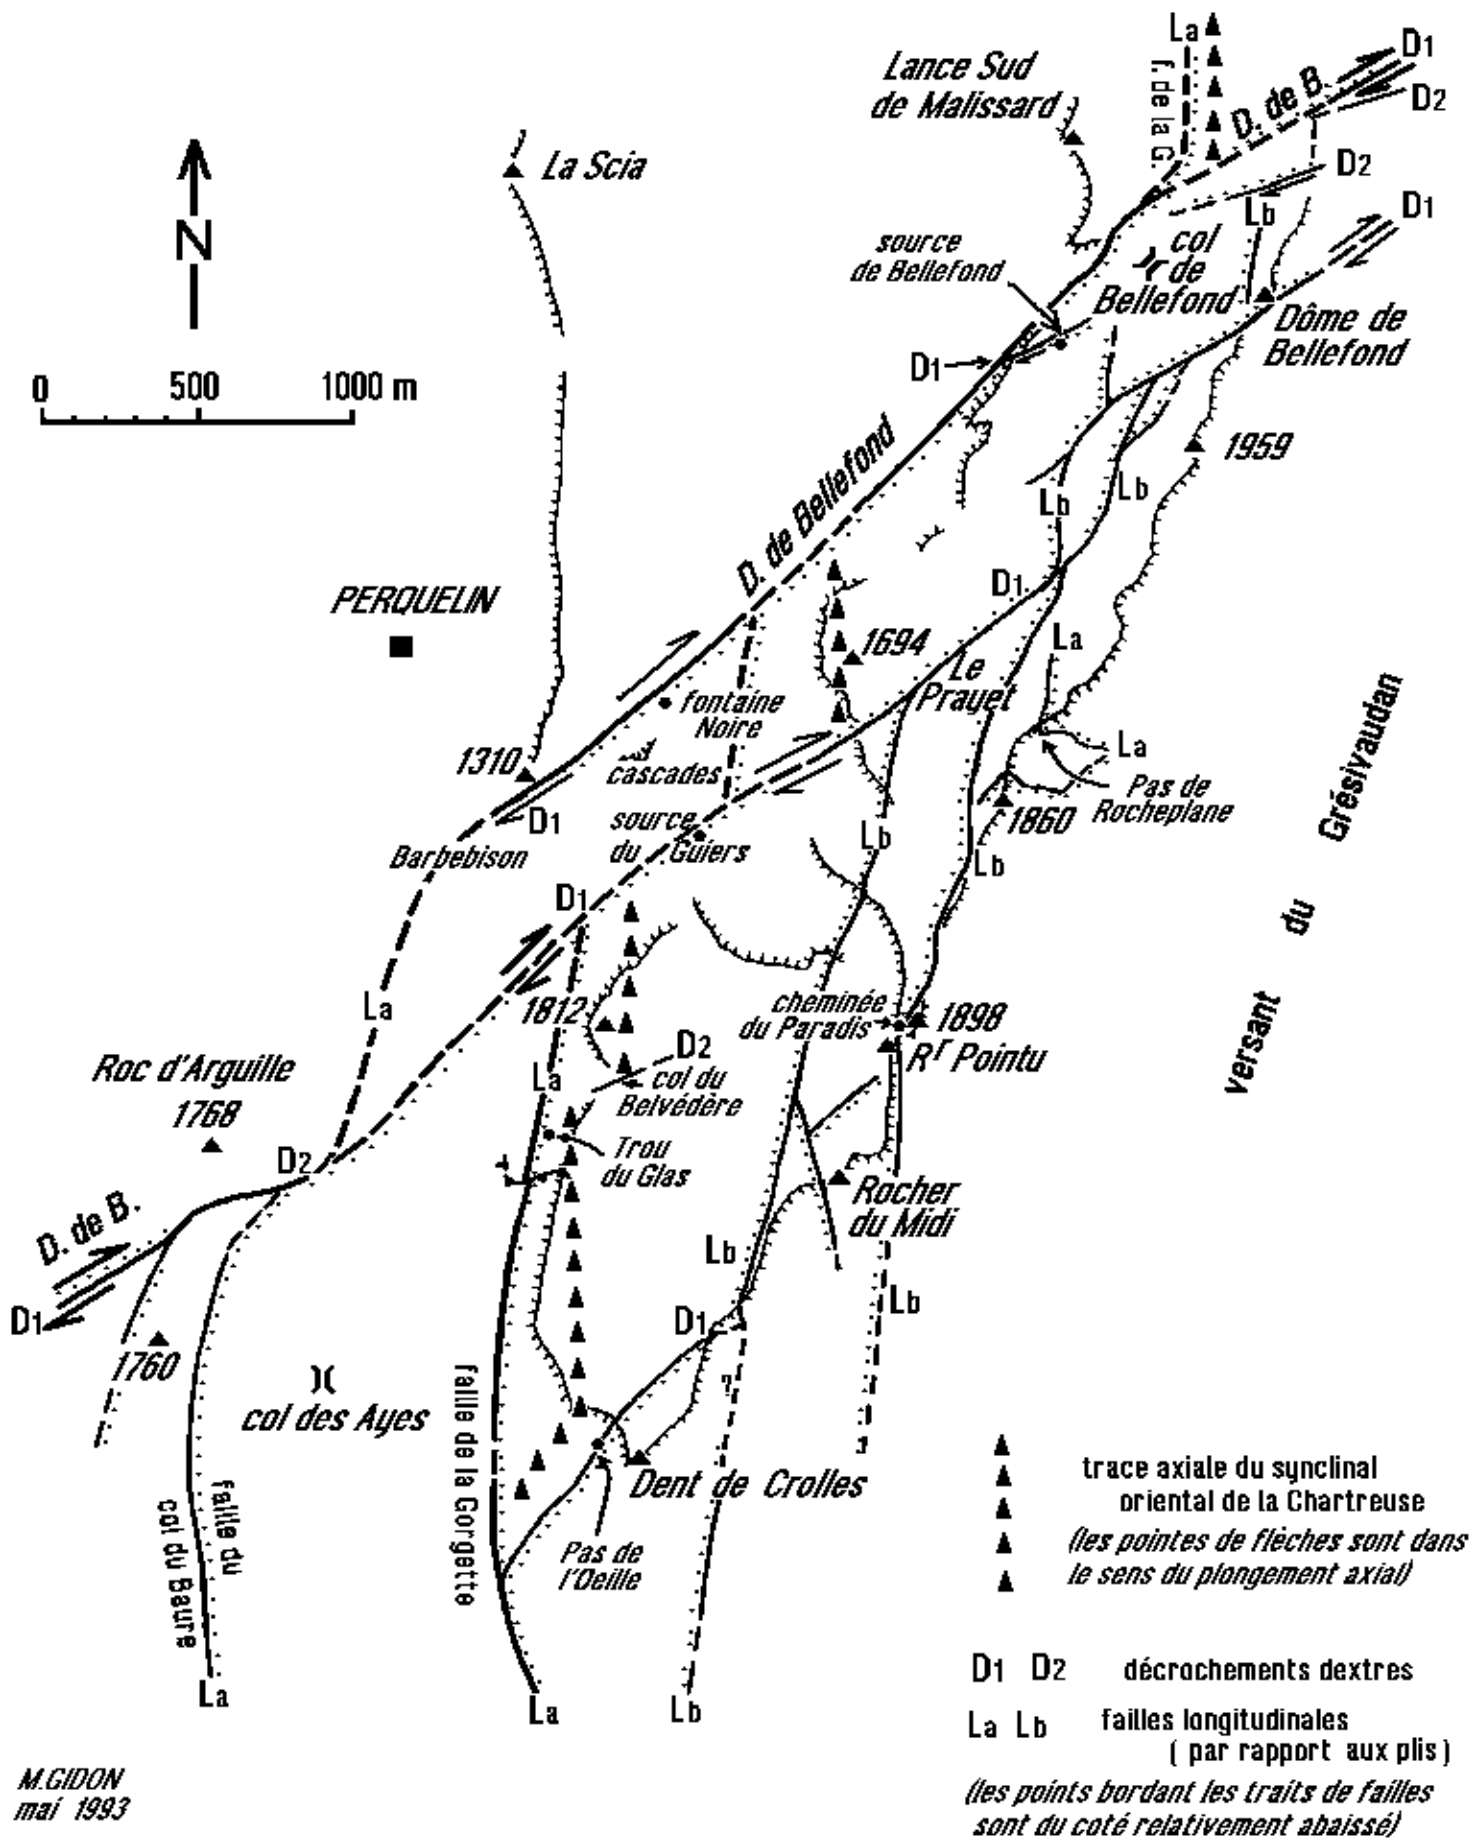 La
D1
Lance Sud
de Malissard
f. de la G.
D. de B.
D2
La Scia
D2
Lb
D1
N
source
de Bellefond
col
de
Bellefond
Dôme de
Bellefond
0 500 1000 m
D1
1959
D. de Bellefond
Lb
Lb
PERQUELIN
D1
1694
La
Le
Prayet
fontaine
Noire
La
1310
cascades
Pas de
Rocheplane
versant du Grésivaudan
D1
source
du Guiers
1860
Barbebison
Lb
Lb
D1
La
1812
cheminée
du Paradis
1898
Rr Pointu
D2
Roc d'Arguille
1768
La
col du
Belvédère
Trou
du Glas
D2
Rocher
du Midi
D. de B.
Lb
Lb
D1
D1
1760
?
col des Ayes
faille de la Gorgette
Dent de Crolles
faille du
col du Baure
Pas de
l'Oeille
trace axiale du synclinal
oriental de la Chartreuse
(les pointes de flèches sont dans
le sens du plongement axial)
La
La
Lb
D1 D2 décrochements dextres
La Lb failles longitudinales
( par rapport aux plis )
(les points bordant les traits de failles
sont du coté relativement abaissé)
M.GIDON
mai 1993